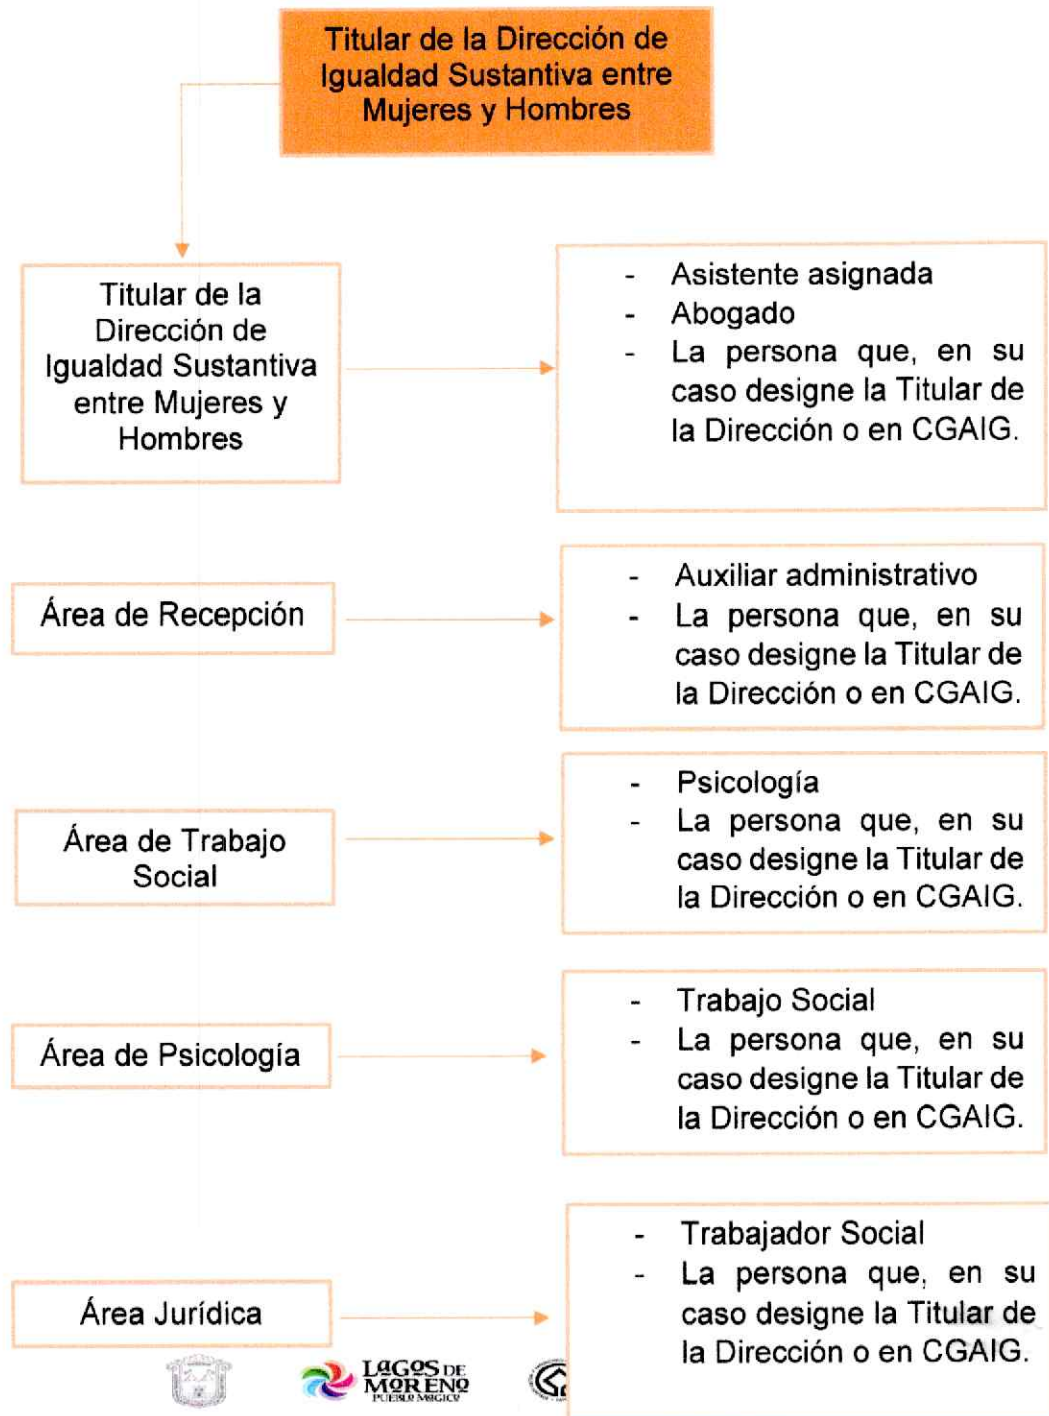 Titular de la Dirección de
Igualdad Sustantiva entre
Mujeres y Hombres
Titular de la
Dirección de
Igualdad Sustantiva
entre Mujeres y
Hombres
- Asistente asignada
- Abogado
- La persona que, en su
caso designe la Titular de
la Dirección o en CGAIG.
Área de Recepción
- Auxiliar administrativo
- La persona que, en su
caso designe la Titular de
la Dirección o en CGAIG.
Área de Trabajo
Social
- Psicología
- La persona que, en su
caso designe la Titular de
la Dirección o en CGAIG.
Área de Psicología
- Trabajo Social
- La persona que, en su
caso designe la Titular de
la Dirección o en CGAIG.
Área Jurídica
- Trabajador Social
- La persona que, en su
caso designe la Titular de
la Dirección o en CGAIG.
LAGOS DE
MORENO
PUEBLO MÁGICO